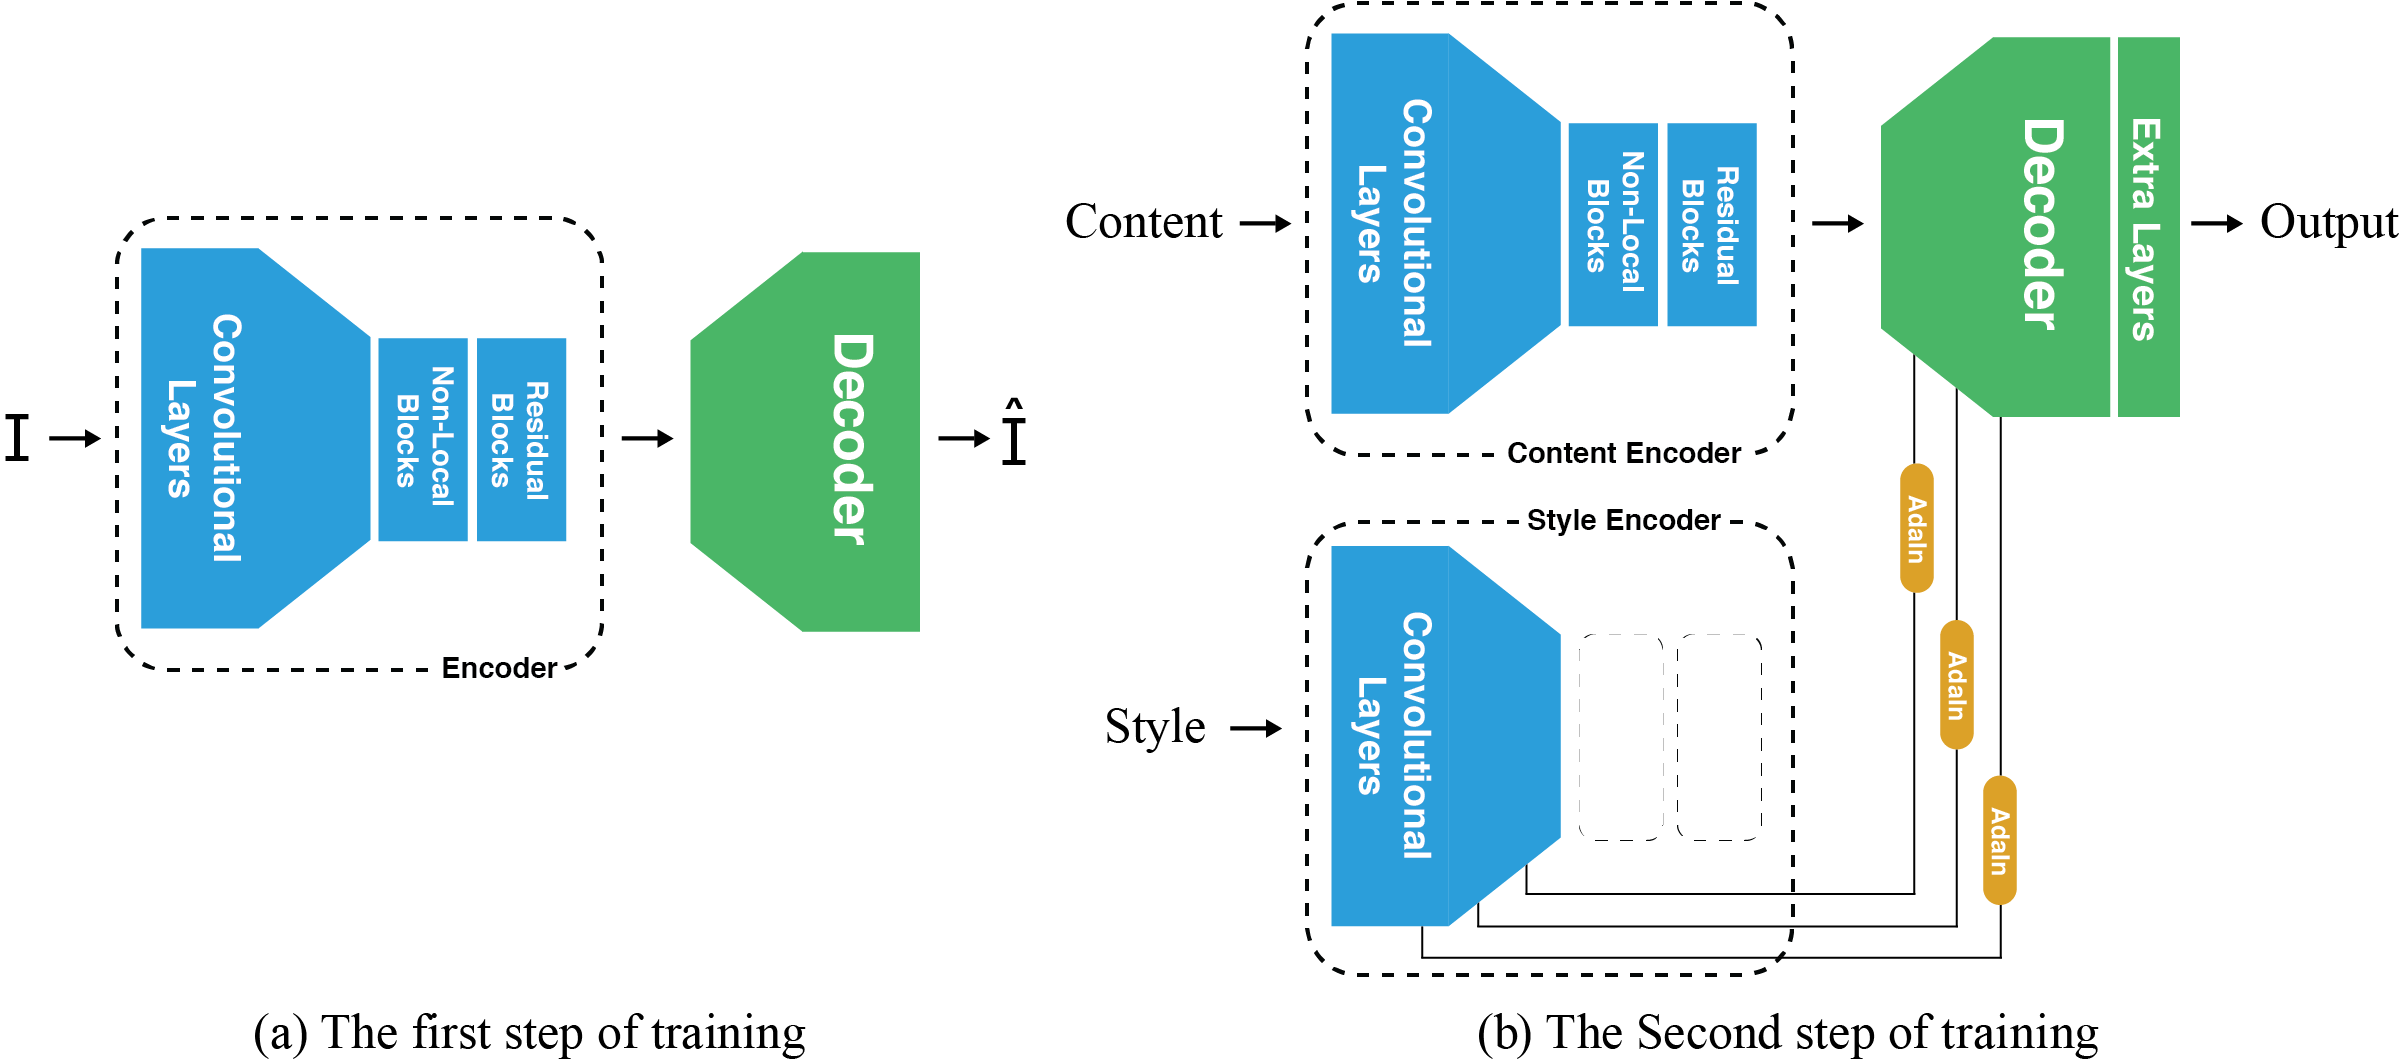 I
Convolutional
Layers
Non-Local
Blocks
Residual
Blocks
Encoder
Decoder
Î
(a) The first step of training
Content
Convolutional
Layers
Non-Local
Blocks
Residual
Blocks
Content Encoder
Decoder
Extra Layers
Output
Style
Style Encoder
Convolutional
Layers
AdaIn
AdaIn
AdaIn
(b) The Second step of training